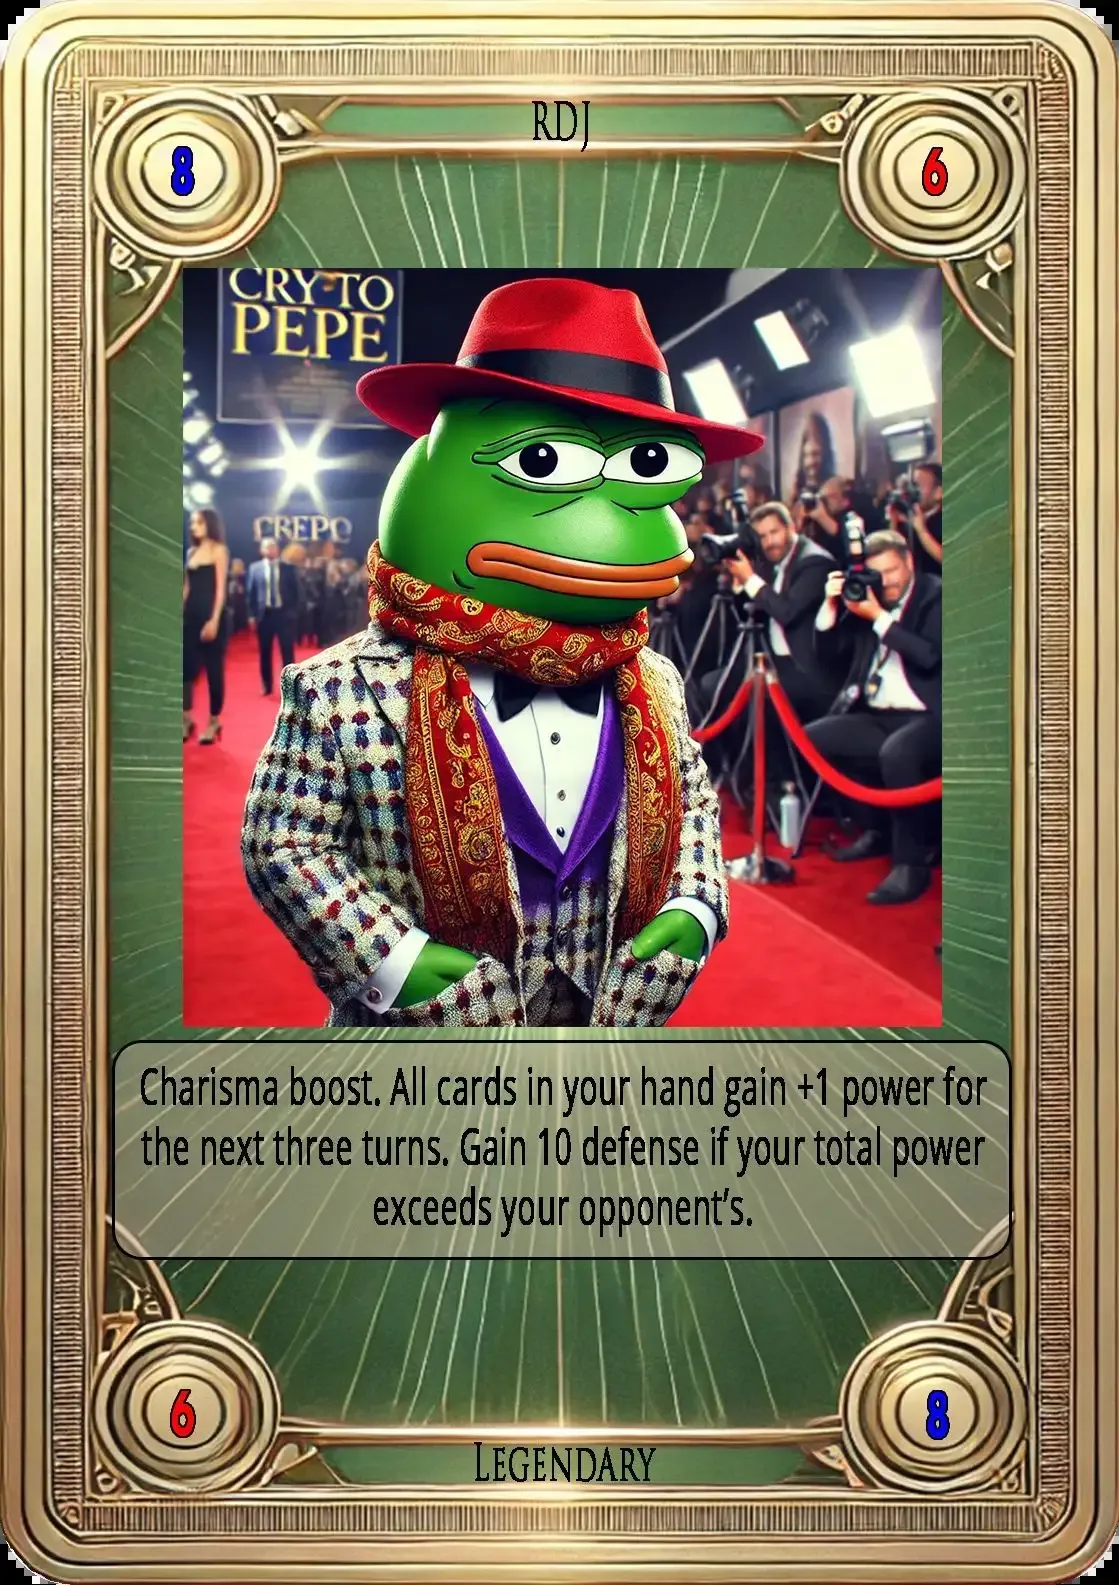 RDJ
8
6
CRY TO
PEPE
CREPO
Charisma boost. All cards in your hand gain +1 power for
the next three turns. Gain 10 defense if your total power
exceeds your opponent’s.
6
8
LEGENDARY